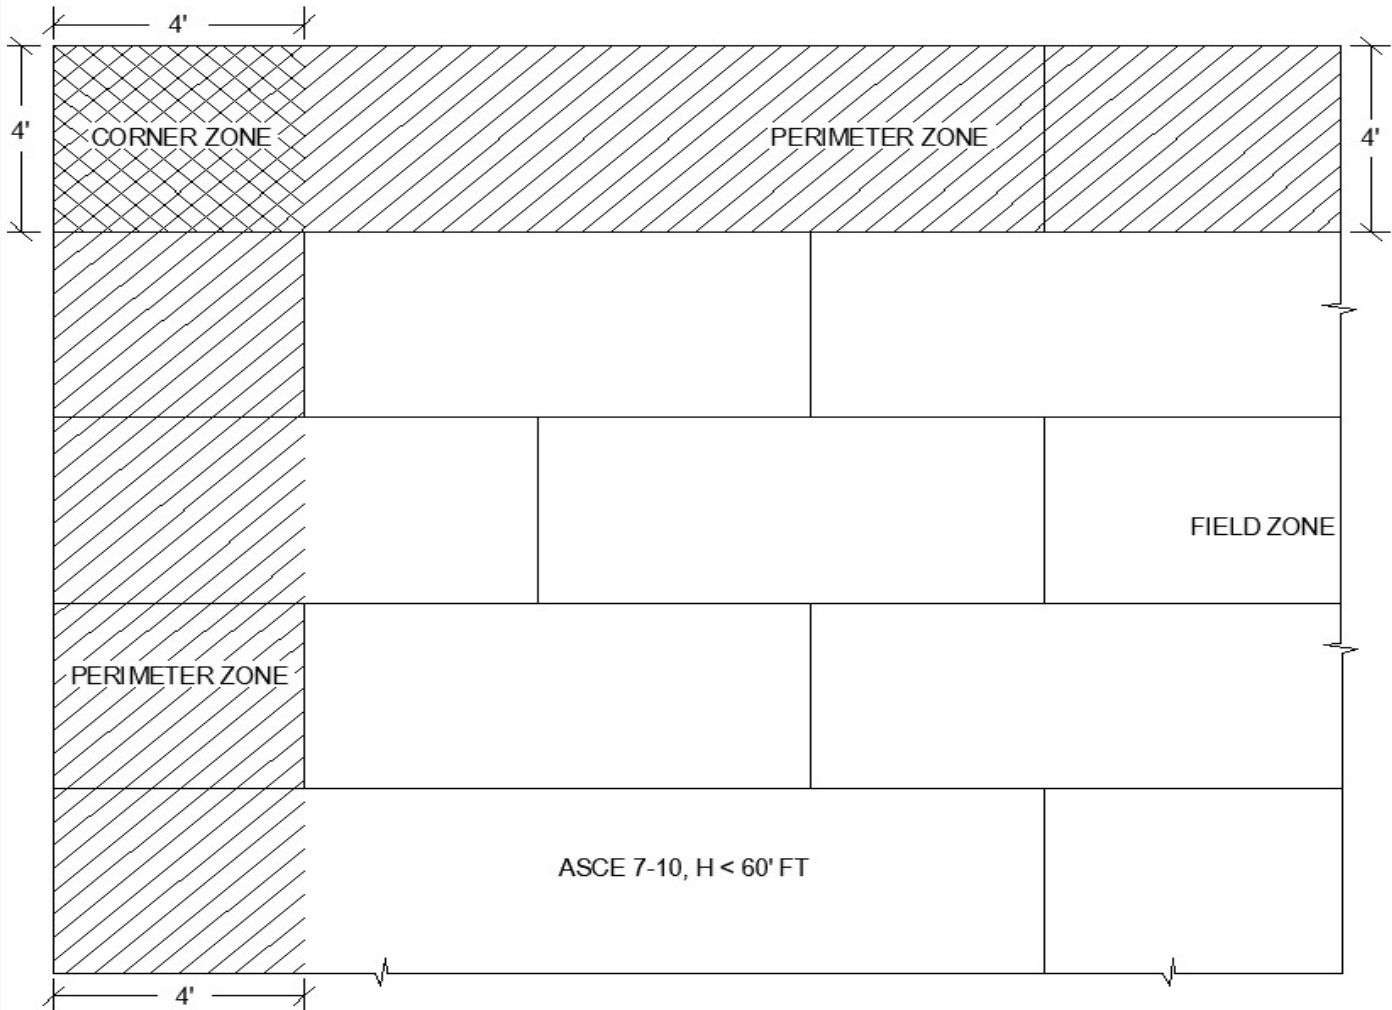 4'
4'
CORNER ZONE
PERIMETER ZONE
4'
FIELD ZONE
PERIMETER ZONE
ASCE 7-10, H < 60' FT
4'